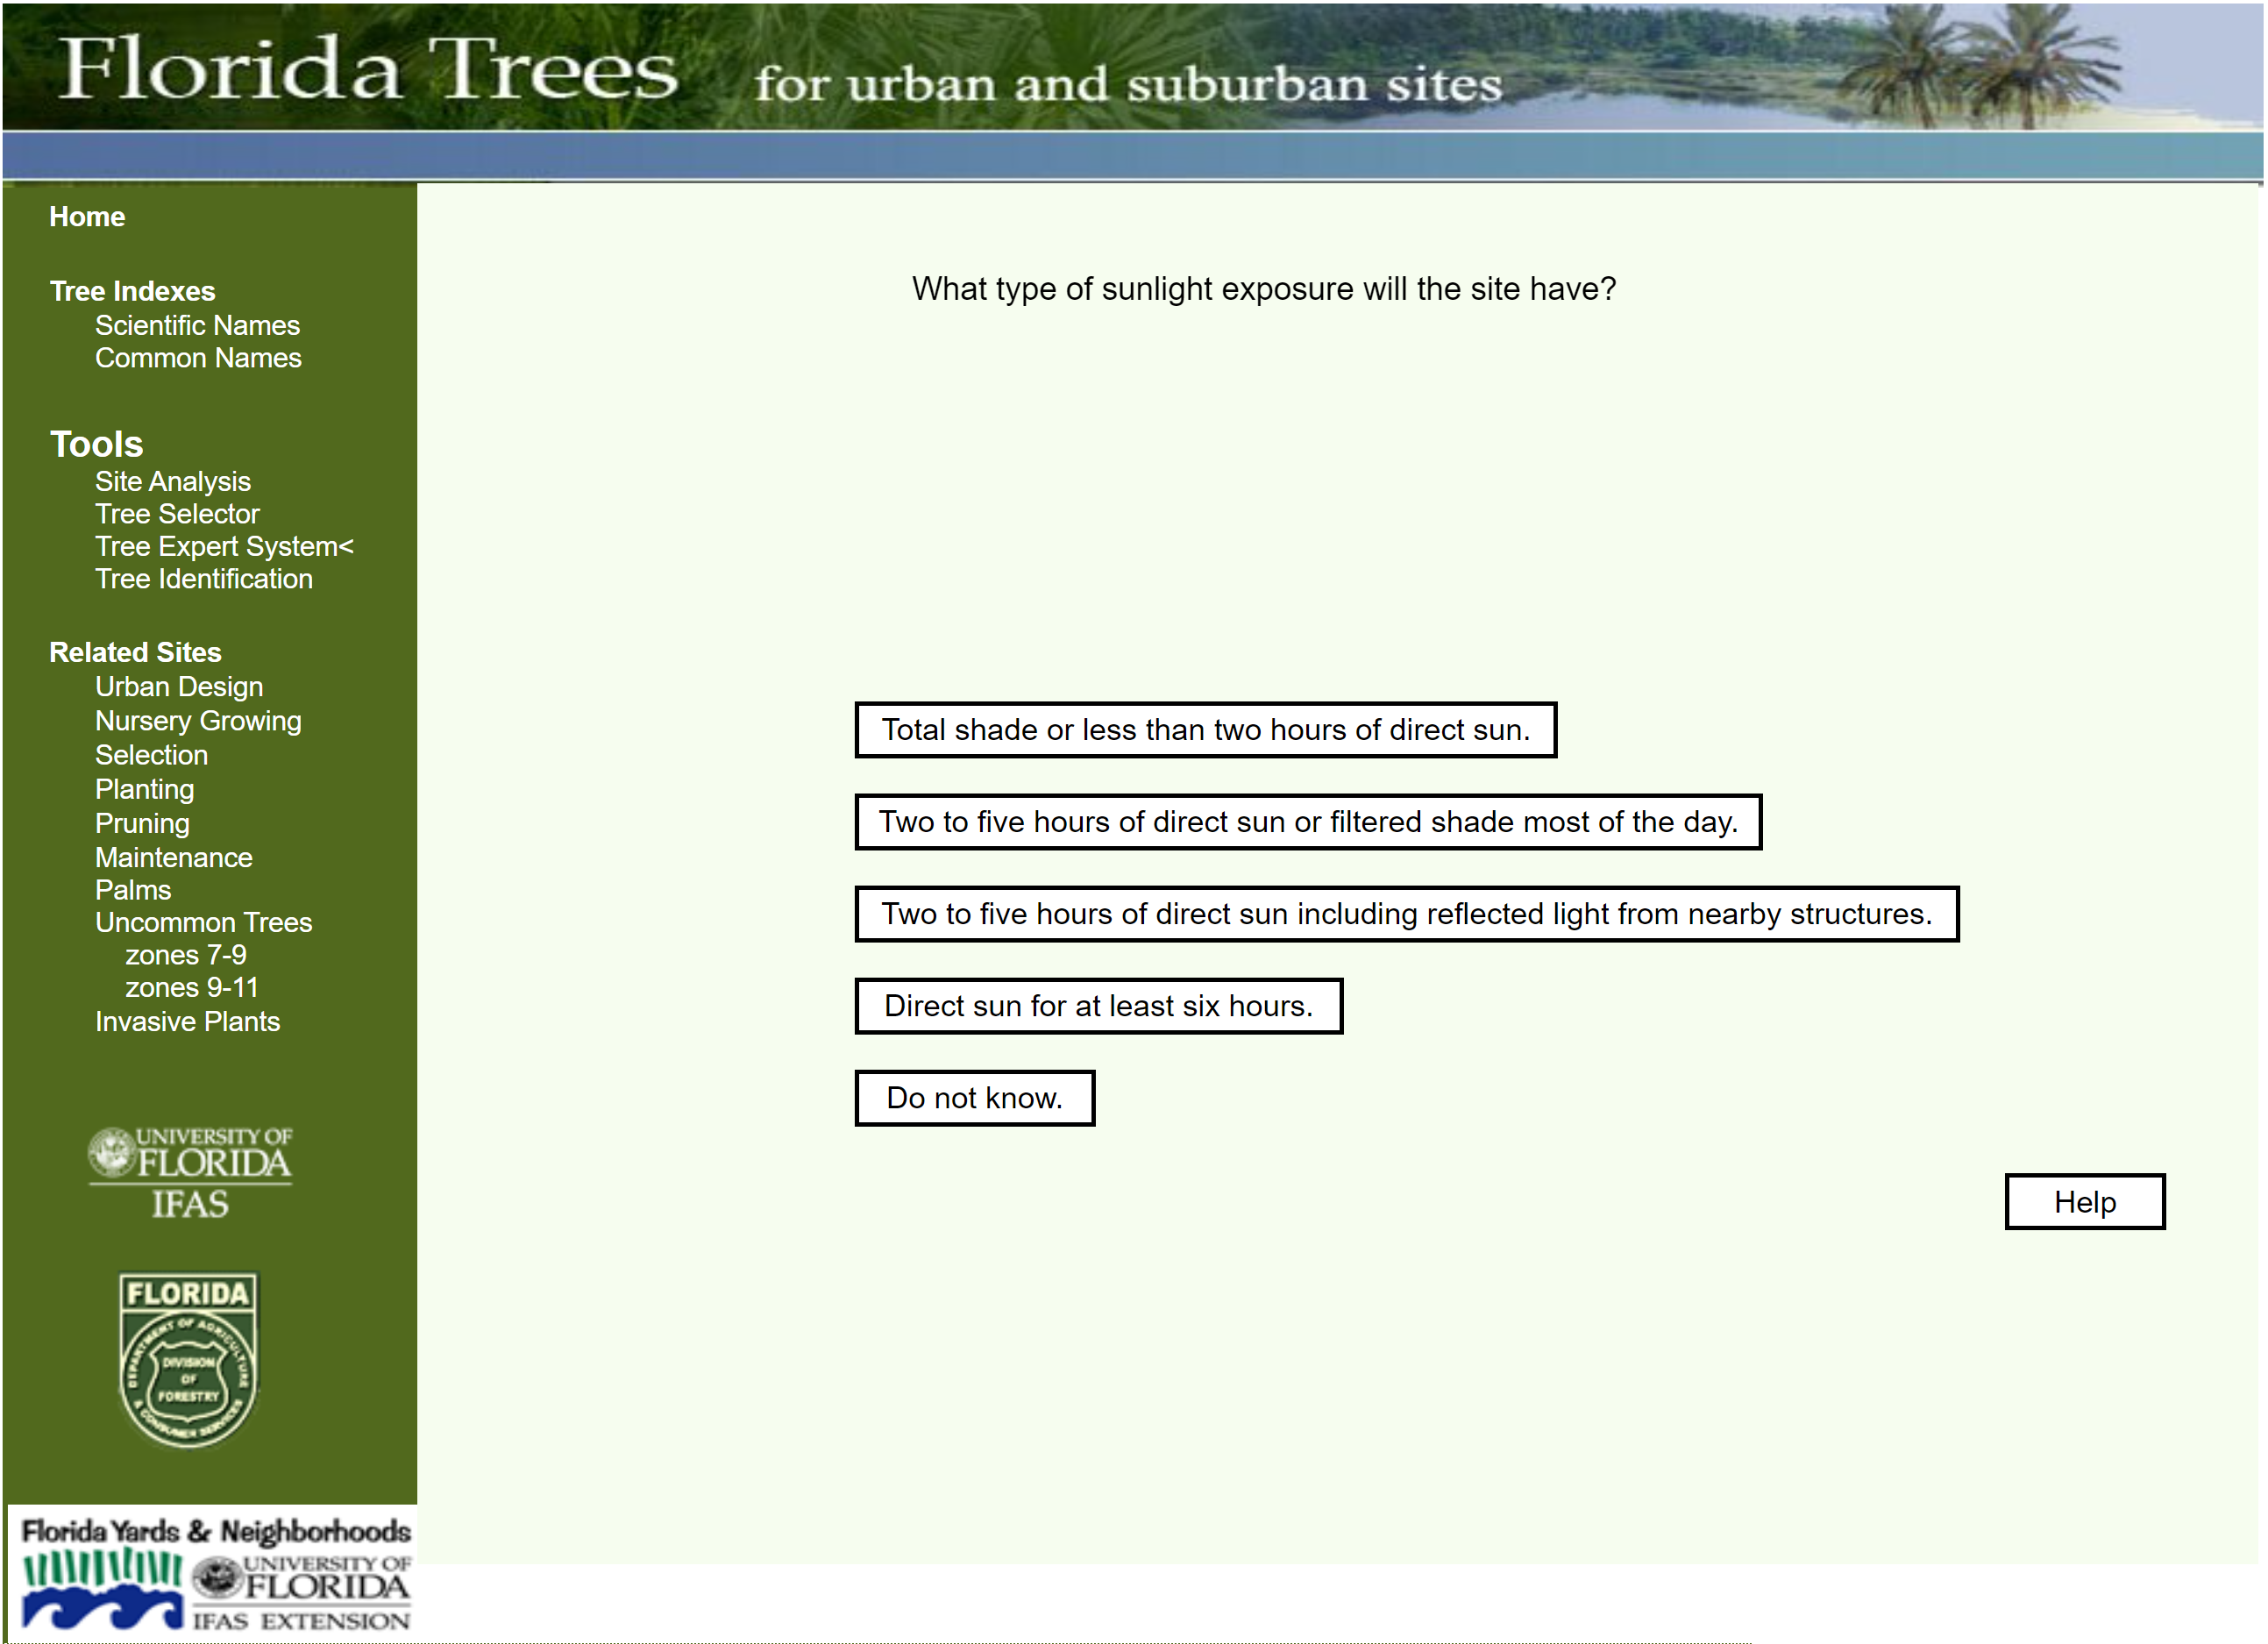 Florida Trees for urban and suburban sites
Home
Tree Indexes
Scientific Names
Common Names
Tools
Site Analysis
Tree Selector
Tree Expert System<
Tree Identification
Related Sites
Urban Design
Nursery Growing
Selection
Planting
Pruning
Maintenance
Palms
Uncommon Trees
zones 7-9
zones 9-11
Invasive Plants
UNIVERSITY OF
FLORIDA
IFAS
FLORIDA
DEPARTMENT OF AGRICULTURE
& CONSUMER SERVICES
DIVISION
OF
FORESTRY
Florida Yards & Neighborhoods
UNIVERSITY OF
FLORIDA
IFAS EXTENSION
What type of sunlight exposure will the site have?
Total shade or less than two hours of direct sun.
Two to five hours of direct sun or filtered shade most of the day.
Two to five hours of direct sun including reflected light from nearby structures.
Direct sun for at least six hours.
Do not know.
Help